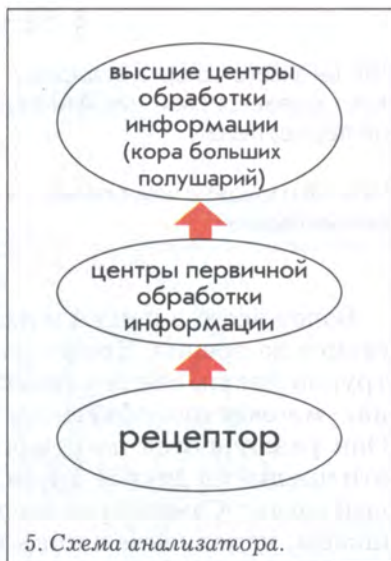 высшие центры
обработки
информации
(кора больших
полушарий)
центры первичной
обработки
информации
рецептор
5. Схема анализатора.